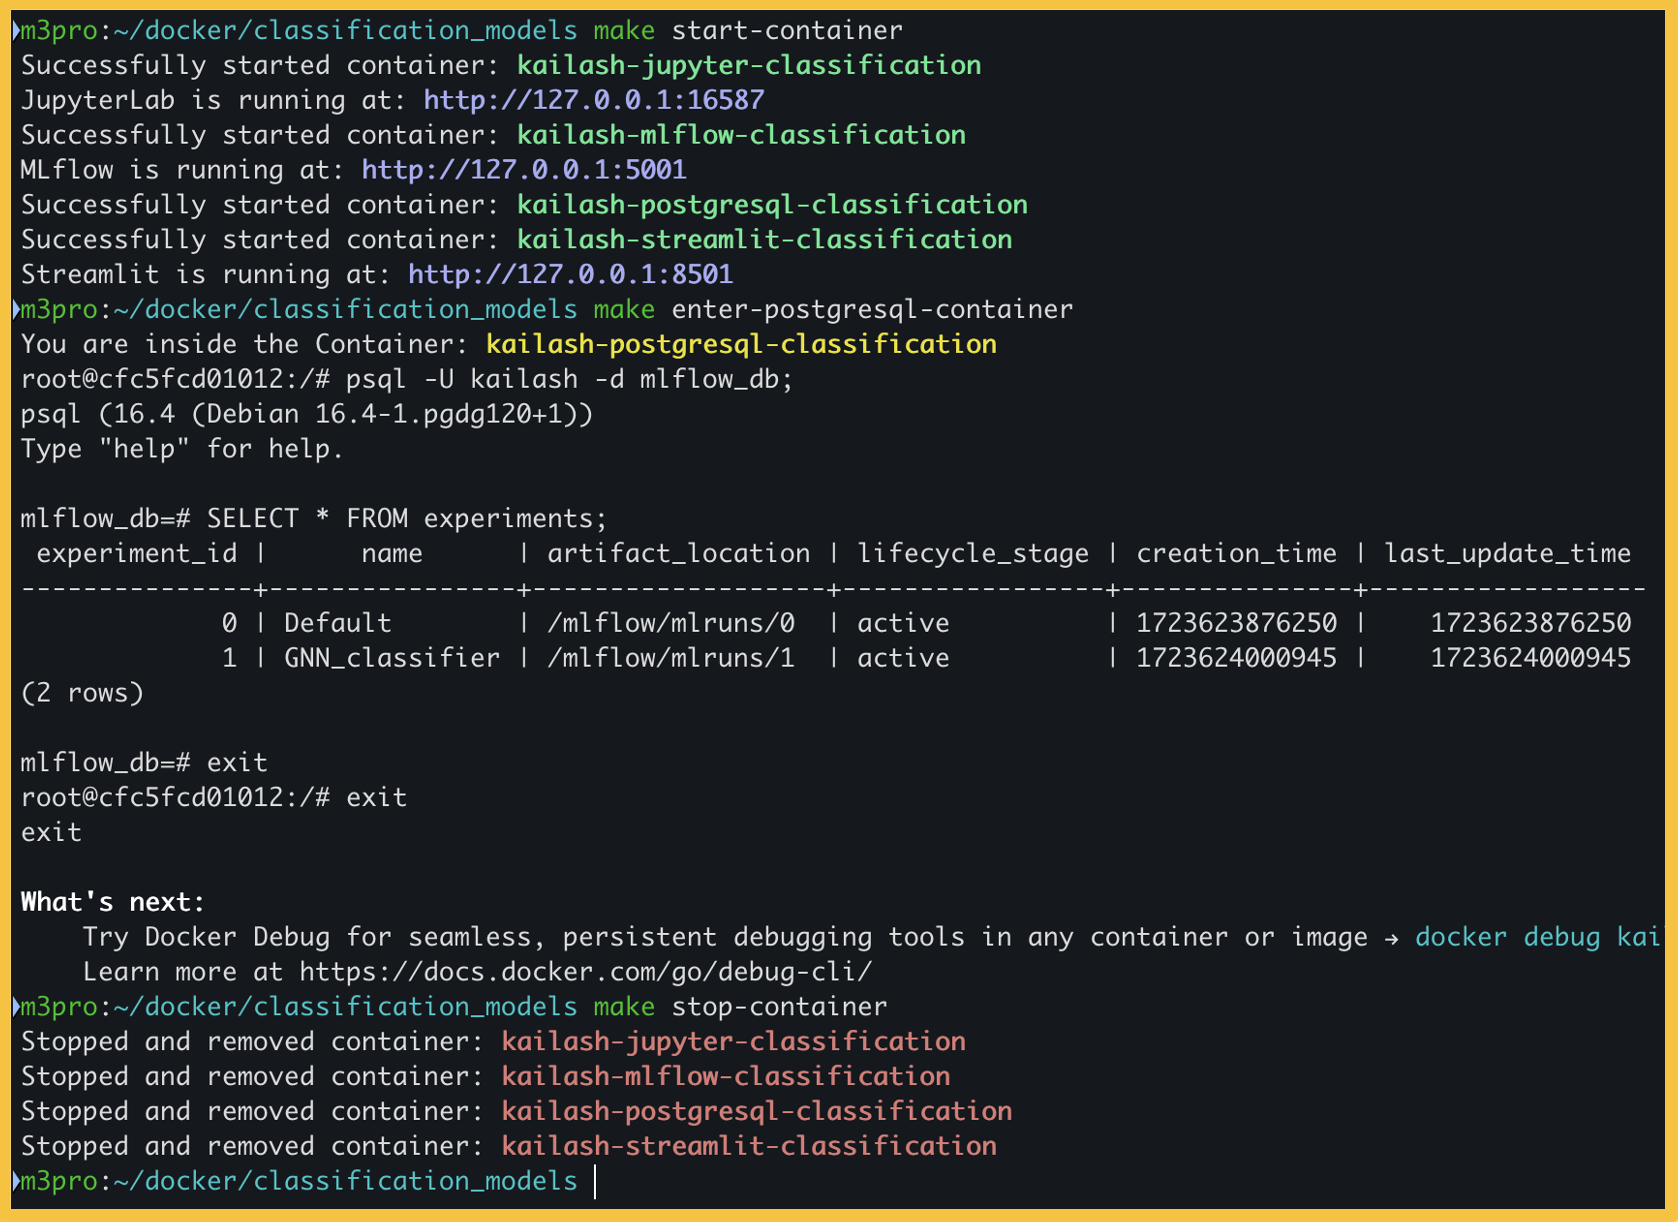 m3pro:~/docker/classification_models make start-container
Successfully started container: kailash-jupyter-classification
JupyterLab is running at: http://127.0.0.1:16587
Successfully started container: kailash-mlflow-classification
MLflow is running at: http://127.0.0.1:5001
Successfully started container: kailash-postgresql-classification
Successfully started container: kailash-streamlit-classification
Streamlit is running at: http://127.0.0.1:8501
m3pro:~/docker/classification_models make enter-postgresql-container
You are inside the Container: kailash-postgresql-classification
root@cfc5fcd01012:/# psql -U kailash -d mlflow_db;
psql (16.4 (Debian 16.4-1.pgdg120+1))
Type "help" for help.

mlflow_db=# SELECT * FROM experiments;
 experiment_id |      name      | artifact_location | lifecycle_stage | creation_time | last_update_time
---------------+----------------+-------------------+-----------------+---------------+------------------
             0 | Default        | /mlflow/mlruns/0  | active          | 1723623876250 |    1723623876250
             1 | GNN_classifier | /mlflow/mlruns/1  | active          | 1723624000945 |    1723624000945
(2 rows)

mlflow_db=# exit
root@cfc5fcd01012:/# exit
exit

What's next:
    Try Docker Debug for seamless, persistent debugging tools in any container or image → docker debug kail
    Learn more at https://docs.docker.com/go/debug-cli/
m3pro:~/docker/classification_models make stop-container
Stopped and removed container: kailash-jupyter-classification
Stopped and removed container: kailash-mlflow-classification
Stopped and removed container: kailash-postgresql-classification
Stopped and removed container: kailash-streamlit-classification
m3pro:~/docker/classification_models